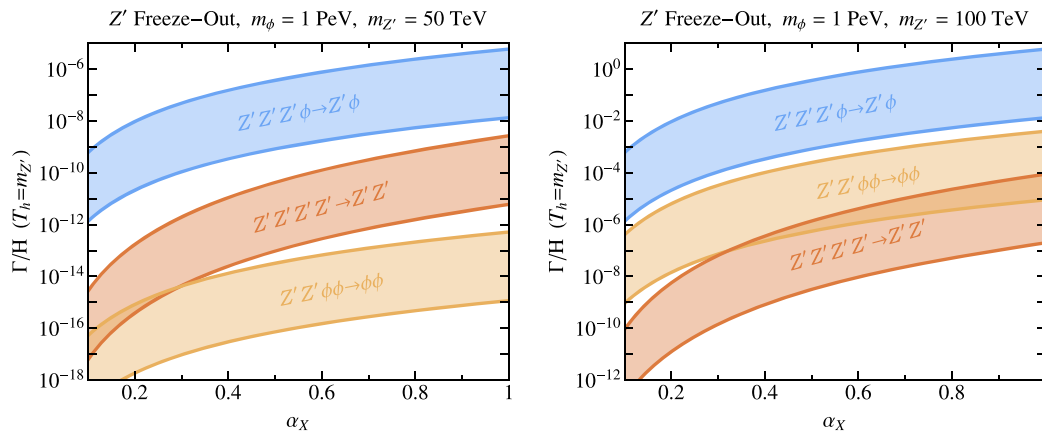 Z′ Freeze−Out, m_ϕ = 1 PeV, m_Z′ = 50 TeV
Γ/H (T_h=m_Z′)
10^−6
10^−8
10^−10
10^−12
10^−14
10^−16
10^−18
Z′ Z′ Z′ ϕ→Z′ ϕ
Z′ Z′ Z′ Z′→Z′ Z′
Z′ Z′ ϕϕ→ϕϕ
0.2 0.4 0.6 0.8 1
α_X
Z′ Freeze−Out, m_ϕ = 1 PeV, m_Z′ = 100 TeV
Γ/H (T_h=m_Z′)
10^0
10^−2
10^−4
10^−6
10^−8
10^−10
10^−12
Z′ Z′ Z′ ϕ→Z′ ϕ
Z′ Z′ ϕϕ→ϕϕ
Z′ Z′ Z′ Z′→Z′ Z′
0.2 0.4 0.6 0.8
α_X